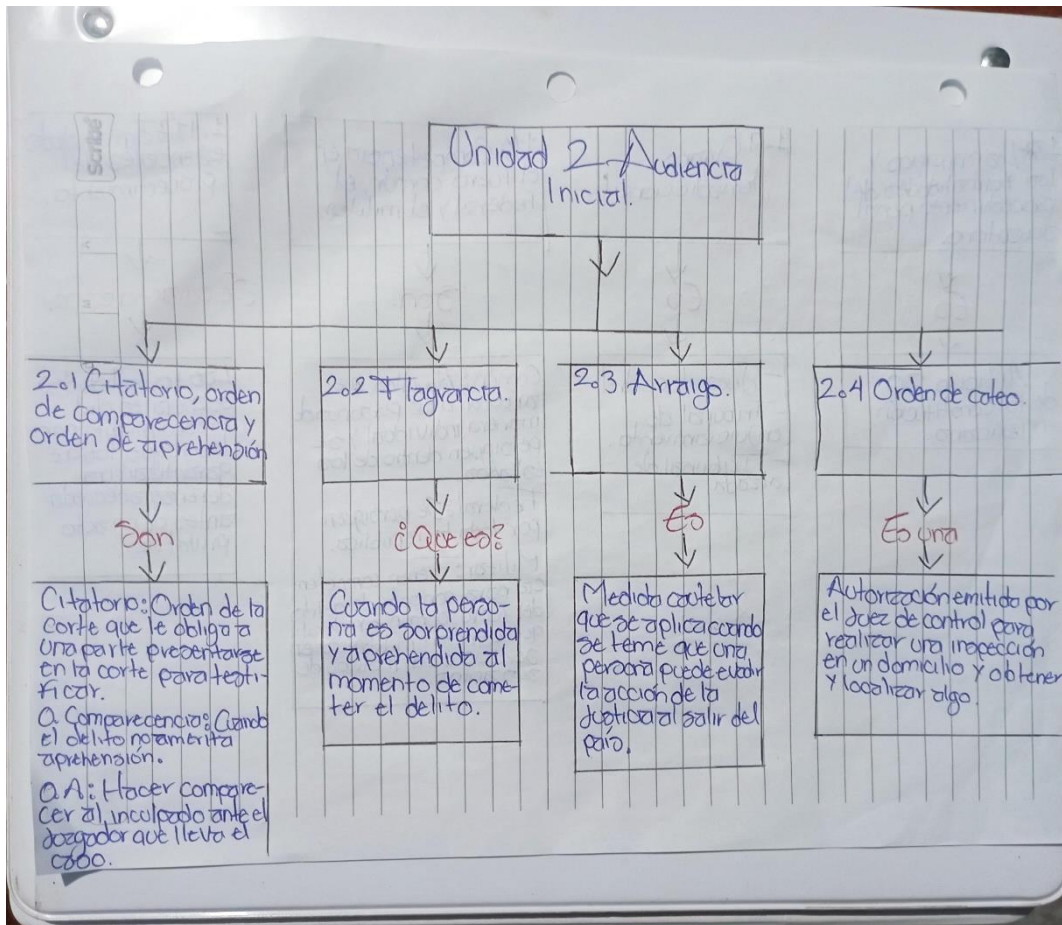 Scribe
Unidad 2 Audiencia
Inicial.
2.1 Citatorio, orden
de comparecencia y
orden de aprehensión
Son
Citatorio: Orden de la
corte que le obliga a
una parte presentarse
en la corte para testi-
ficar.
O. Comparecencia: Cuando
el delito no amerita
aprehensión.
O.A: Hacer compare-
cer al, inculpado ante el
juzgador que lleva el
caso.
2.2 Flagrancia.
¿Que es?
Cuando la perso-
na es sorprendida
y aprehendida al
momento de come-
ter el delito.
2.3 Arraigo.
Es
Medida cautelar
que se aplica cuando
se teme que una
persona puede evadir
la acción de la
justicia al salir del
país.
2.4 Orden de cateo.
Es una
Autorización emitido por
el juez de control para
realizar una inspección
en un domicilio y obtener
y localizar algo.